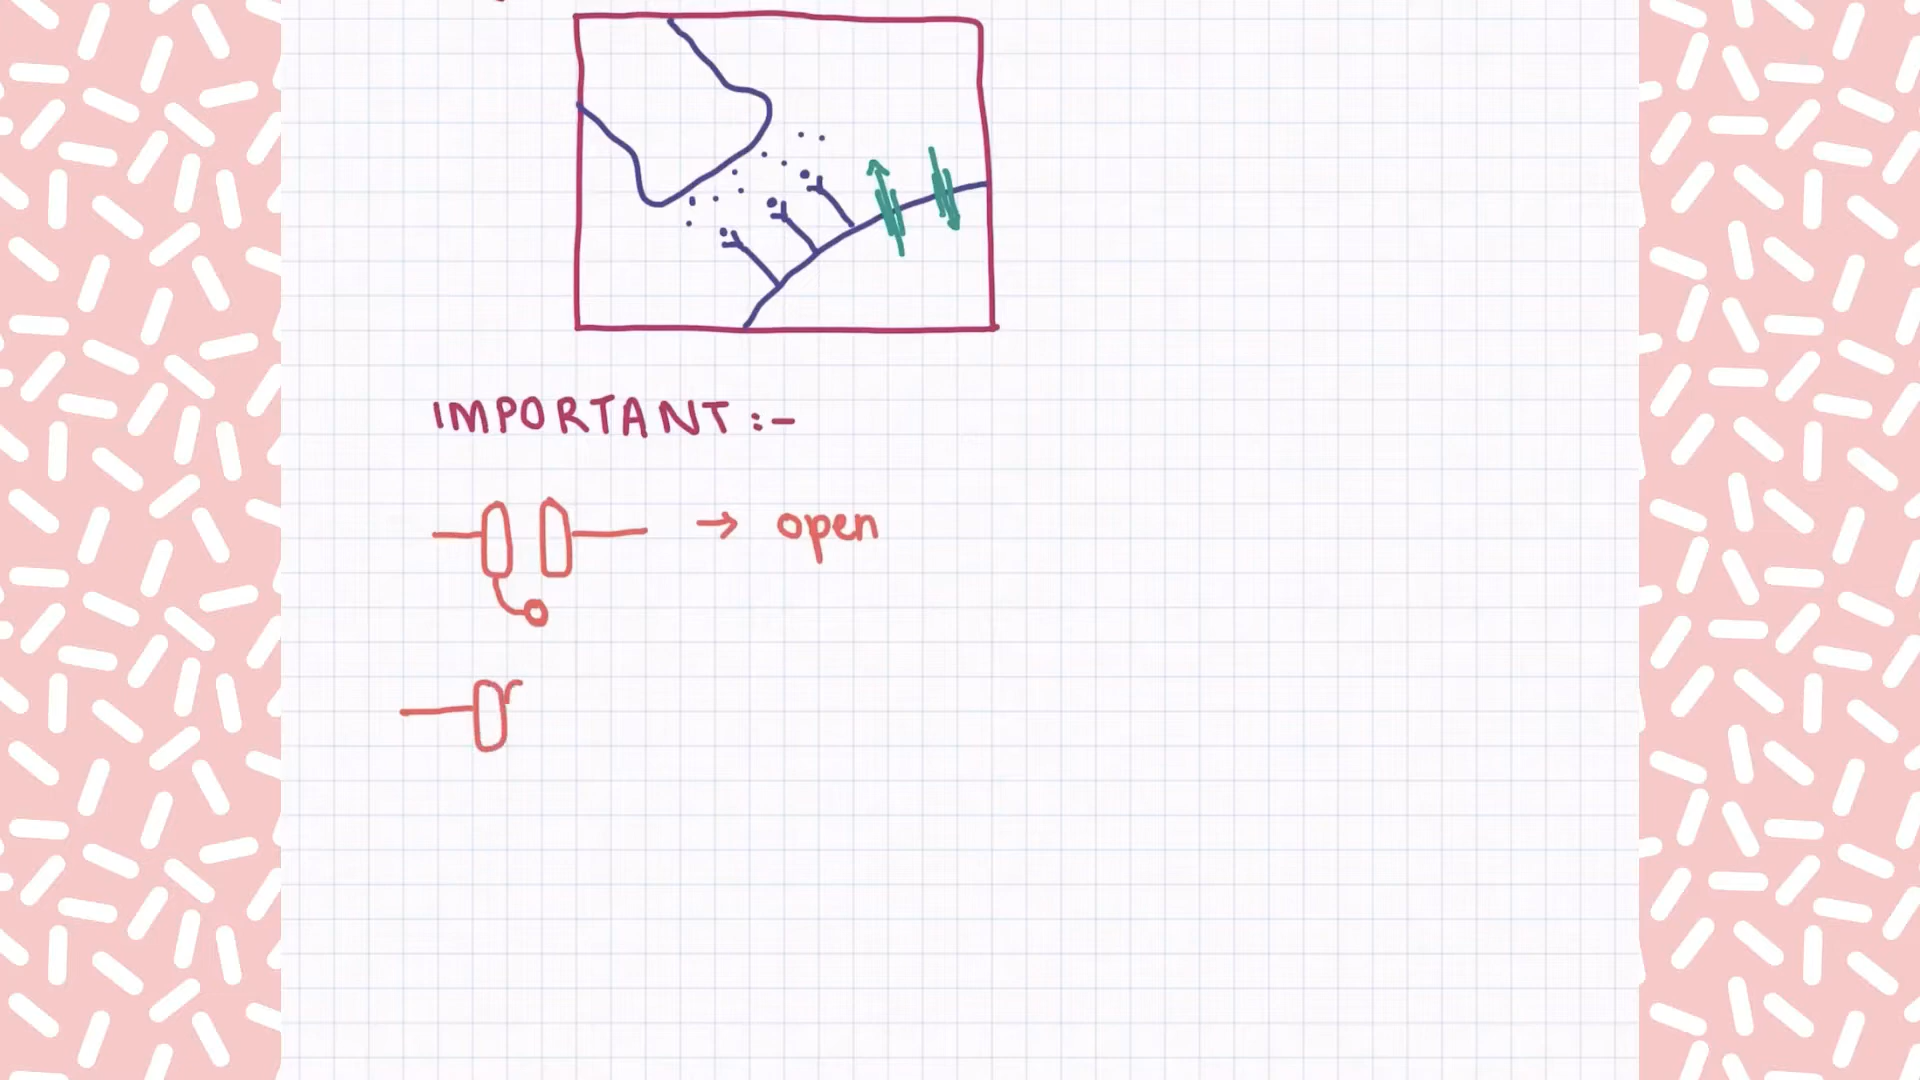 IMPORTANT :-
→ open